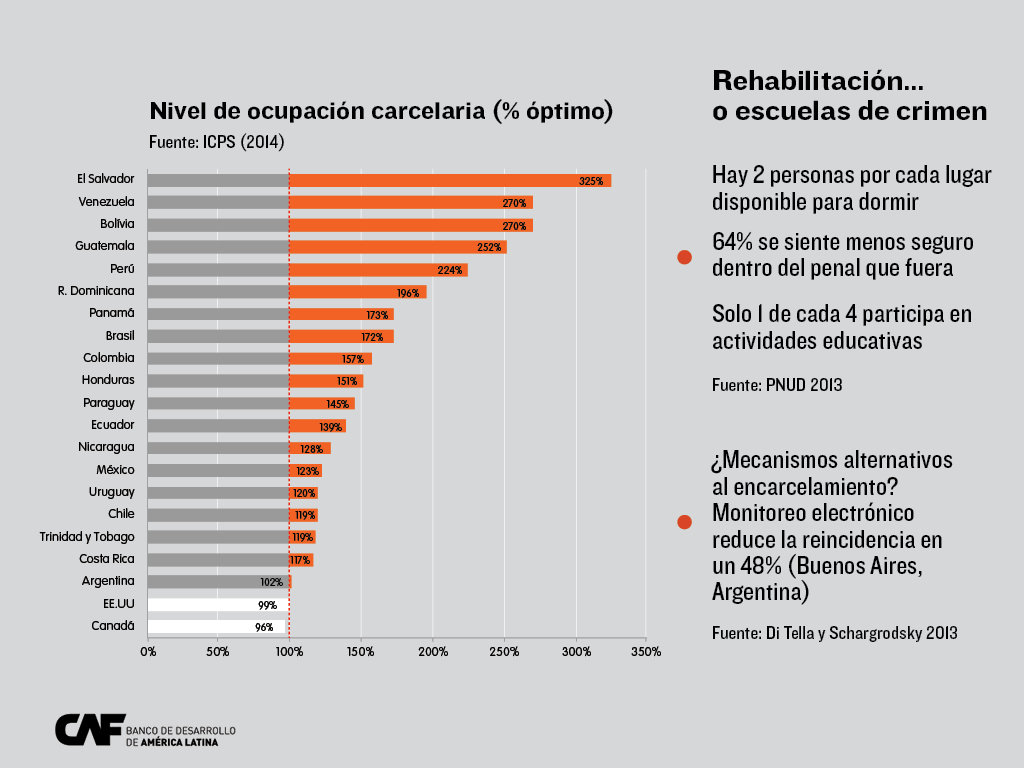 Nivel de ocupación carcelaria (% óptimo)
Fuente: ICPS (2014)
El Salvador 325%
Venezuela 270%
Bolívia 270%
Guatemala 252%
Perú 224%
R. Dominicana 196%
Panamá 173%
Brasil 172%
Colombia 157%
Honduras 151%
Paraguay 145%
Ecuador 139%
Nicaragua 128%
México 123%
Uruguay 120%
Chile 119%
Trinidad y Tobago 119%
Costa Rica 117%
Argentina 102%
EE.UU 99%
Canadá 96%
0% 50% 100% 150% 200% 250% 300% 350%
Rehabilitación...
o escuelas de crimen
Hay 2 personas por cada lugar
disponible para dormir
64% se siente menos seguro
dentro del penal que fuera
Solo 1 de cada 4 participa en
actividades educativas
Fuente: PNUD 2013
¿Mecanismos alternativos
al encarcelamiento?
Monitoreo electrónico
reduce la reincidencia en
un 48% (Buenos Aires,
Argentina)
Fuente: Di Tella y Schargrodsky 2013
CAF
BANCO DE DESARROLLO
DE AMÉRICA LATINA